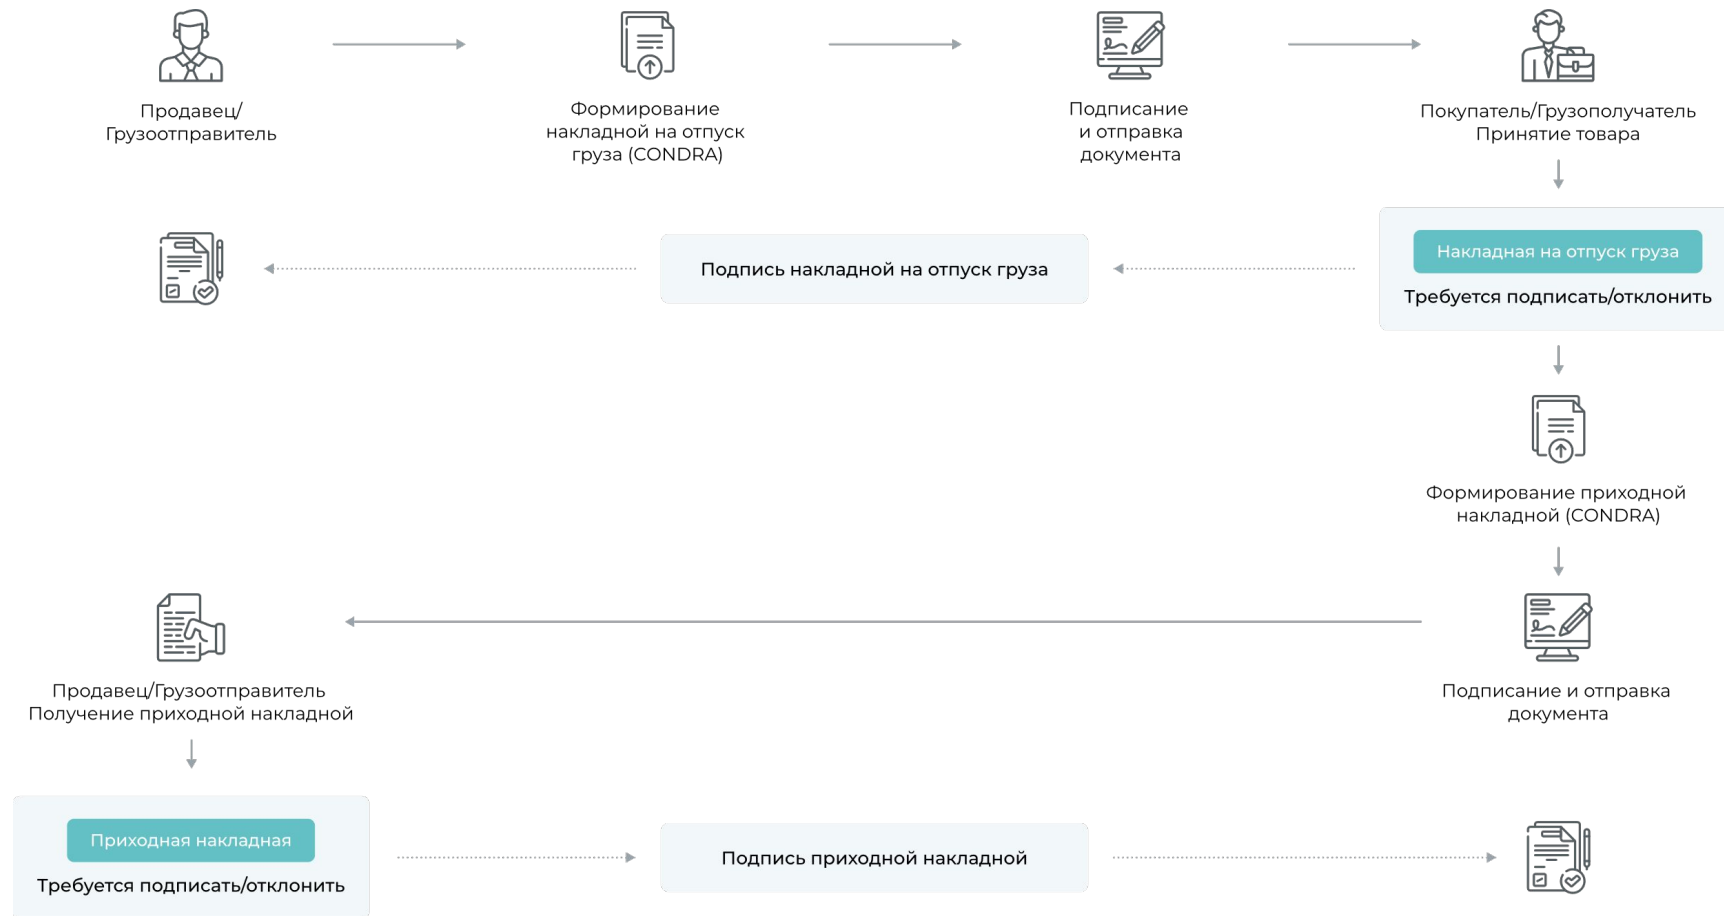 Продавец/
Грузоотправитель
Формирование
накладной на отпуск
груза (CONDRA)
Подписание
и отправка
документа
Покупатель/Грузополучатель
Принятие товара
Подпись накладной на отпуск груза
Накладная на отпуск груза
Требуется подписать/отклонить
Формирование приходной
накладной (CONDRA)
Продавец/Грузоотправитель
Получение приходной накладной
Подписание и отправка
документа
Приходная накладная
Требуется подписать/отклонить
Подпись приходной накладной